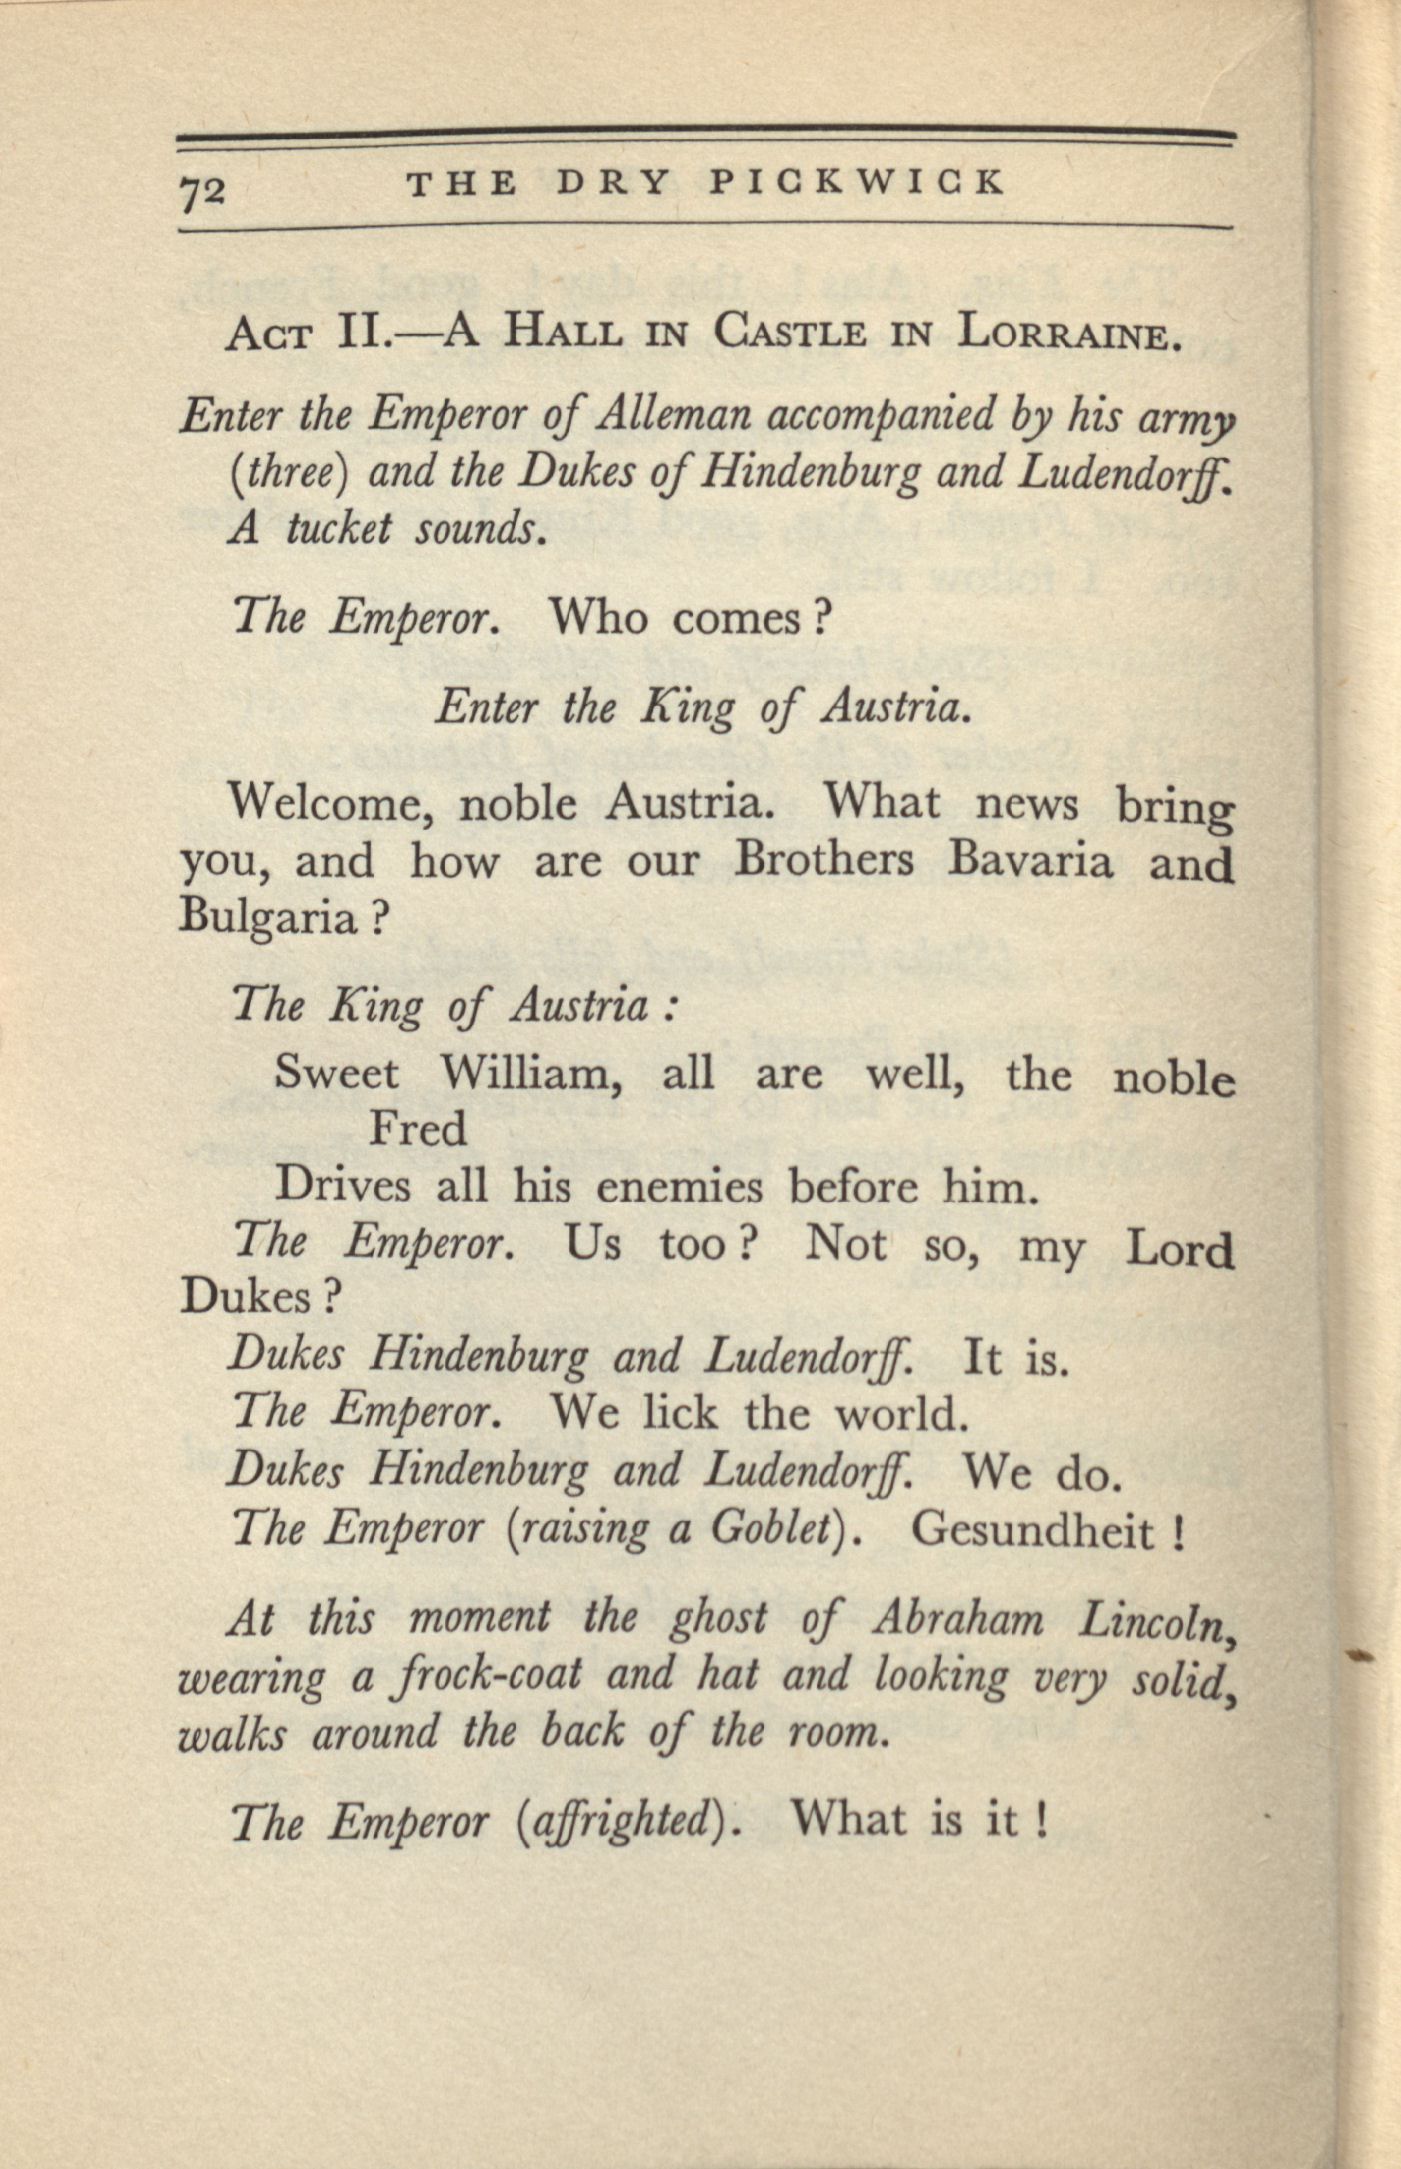 72 THE DRY PICKWICK
Act II.—A Hall in Castle in Lorraine.
Enter the Emperor of Alleman accompanied by his army
(three) and the Dukes of Hindenburg and Ludendorff.
A tucket sounds.
The Emperor. Who comes?
Enter the King of Austria.
Welcome, noble Austria. What news bring
you, and how are our Brothers Bavaria and
Bulgaria?
The King of Austria:
Sweet William, all are well, the noble
Fred
Drives all his enemies before him.
The Emperor. Us too? Not so, my Lord
Dukes?
Dukes Hindenburg and Ludendorff. It is.
The Emperor. We lick the world.
Dukes Hindenburg and Ludendorff. We do.
The Emperor (raising a Goblet). Gesundheit!
At this moment the ghost of Abraham Lincoln,
wearing a frock-coat and hat and looking very solid,
walks around the back of the room.
The Emperor (affrighted). What is it!